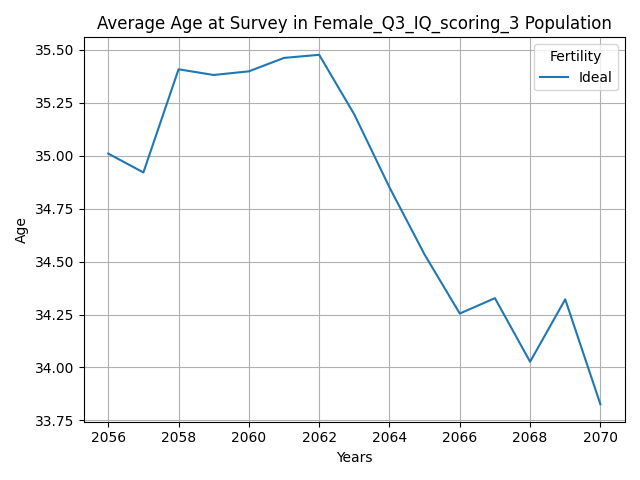 Average Age at Survey in Female_Q3_IQ_scoring_3 Population
Fertility
Ideal
35.50
35.25
35.00
34.75
34.50
34.25
34.00
33.75
Age
2056 2058 2060 2062 2064 2066 2068 2070
Years